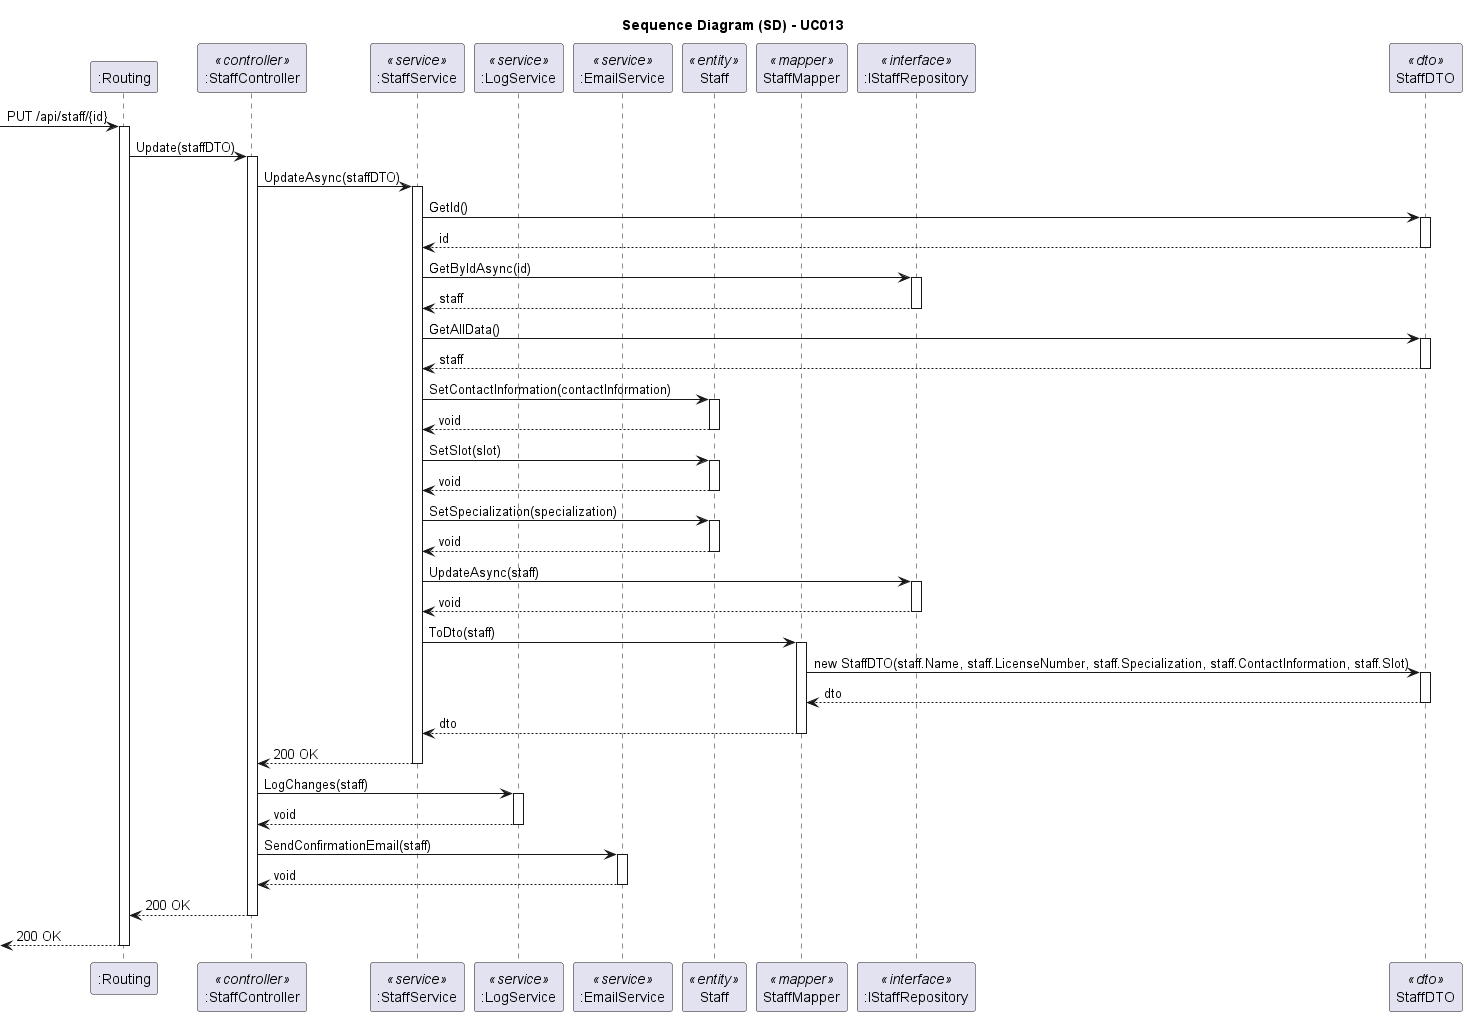 Sequence Diagram (SD) - UC013
«controller» «service» «service» «service» «entity» «mapper» «interface» «dto»
:Routing :StaffController :StaffService :LogService :EmailService Staff StaffMapper :IStaffRepository StaffDTO
PUT /api/staff/{id}
Update(staffDTO)
UpdateAsync(staffDTO)
GetId()
id
GetByIdAsync(id)
staff
GetAllData()
staff
SetContactInformation(contactInformation)
void
SetSlot(slot)
void
SetSpecialization(specialization)
void
UpdateAsync(staff)
void
ToDto(staff)
new StaffDTO(staff.Name, staff.LicenseNumber, staff.Specialization, staff.ContactInformation, staff.Slot)
dto
dto
200 OK
LogChanges(staff)
void
SendConfirmationEmail(staff)
void
200 OK
200 OK
:Routing «controller» «service» «service» «service» «entity» «mapper» «interface» «dto»
:StaffController :StaffService :LogService :EmailService Staff StaffMapper :IStaffRepository StaffDTO